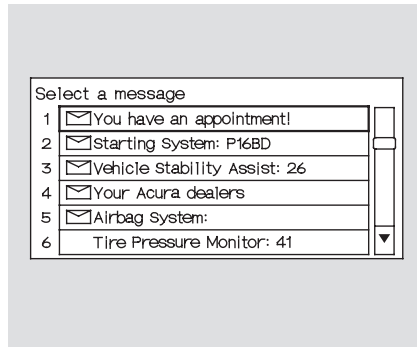 Select a message
1 You have an appointment!
2 Starting System: P16BD
3 Vehicle Stability Assist: 26
4 Your Acura dealers
5 Airbag System:
6 Tire Pressure Monitor: 41